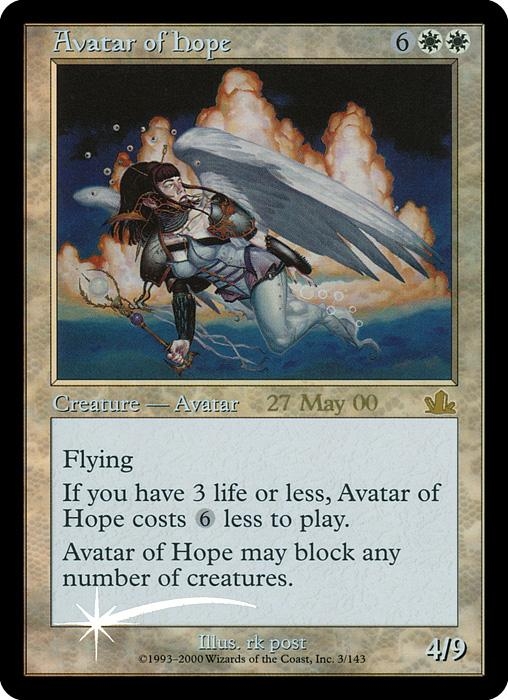 Avatar of Hope 6
Creature — Avatar 27 May 00
Flying
If you have 3 life or less, Avatar of
Hope costs 6 less to play.
Avatar of Hope may block any
number of creatures.
Illus. rk post
©1993–2000 Wizards of the Coast, Inc. 3/143
4/9